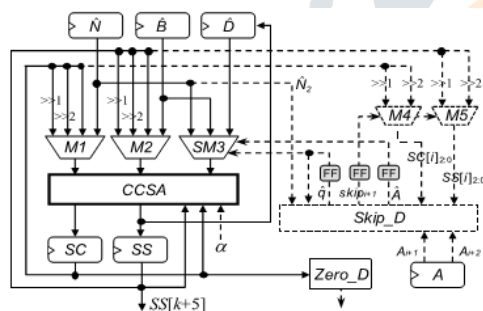 N̂ B̂ D̂
>>1 >>2 >>1 >>2 N̂₂ >>1 >>2 >>1 >>2
M4 M5
M1 M2 SM3
SC[i]₂:₀ SS[i]₂:₀
FF FF FF
q̂ skipᵢ₊₁ Â
CCSA
Skip_D
α
SC SS
Aᵢ₊₁ Aᵢ₊₂
Zero_D A
SS[k+5]